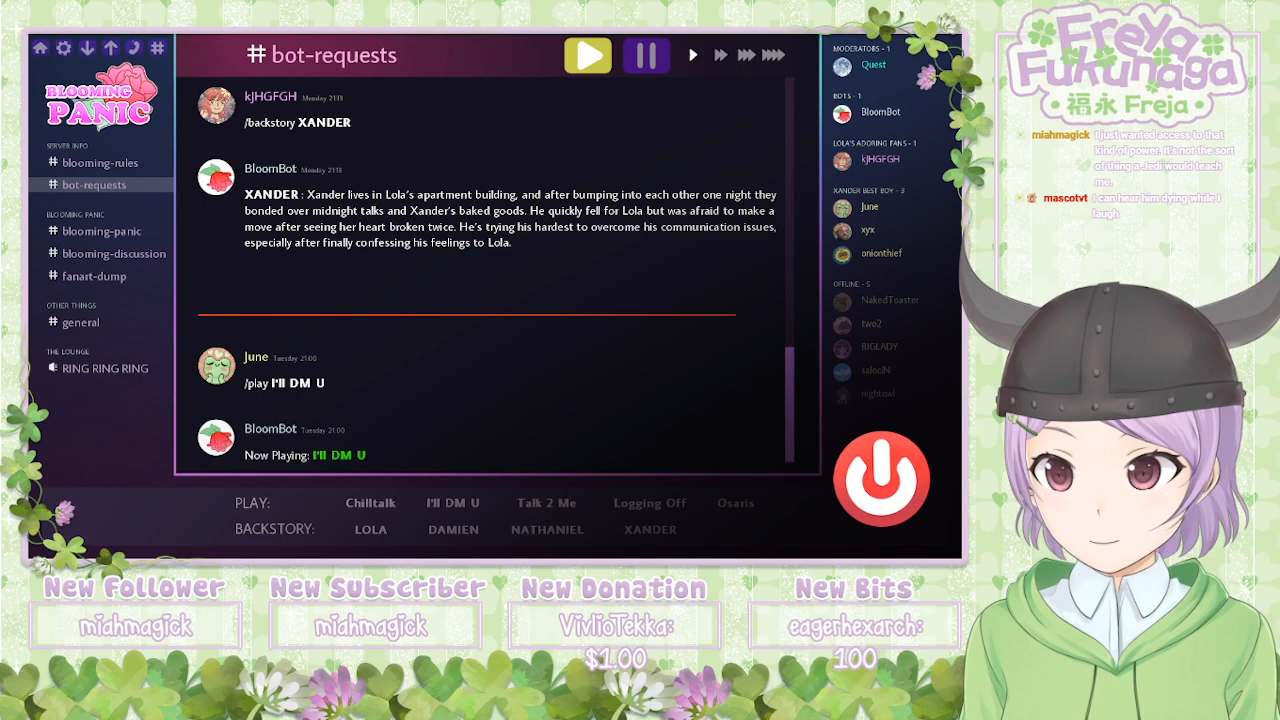 BLOOMING
PANIC
SERVER INFO
# blooming-rules
# bot-requests
BLOOMING PANIC
# blooming-panic
# blooming-discussion
# fanart-dump
OTHER THINGS
# general
THE LOUNGE
RING RING RING
# bot-requests
kJHGFGH Monday 21:11
/backstory XANDER
BloomBot Monday 21:11
XANDER : Xander lives in Lola's apartment building, and after bumping into each other one night they
bonded over midnight talks and Xander's baked goods. He quickly fell for Lola but was afraid to make a
move after seeing her heart broken twice. He's trying his hardest to overcome his communication issues,
especially after finally confessing his feelings to Lola.
June Tuesday 21:00
/play I'll DM U
BloomBot Tuesday 21:00
Now Playing: I'll DM U
PLAY: Chilltalk I'll DM U Talk 2 Me Logging Off Osaris
BACKSTORY: LOLA DAMIEN NATHANIEL XANDER
MODERATORS - 1
Quest
BOTS - 1
BloomBot
LOLA'S ADORING FANS - 1
kJHGFGH
XANDER BEST BOY - 3
June
xyx
onionthief
OFFLINE - 5
NakedToaster
two2
BIGLADY
salociN
nightowl
Freya
Fukunaga
福永 Freja
miahmagick I just wanted access to that
kind of power. It's not the sort
of thing a Jedi would teach
me.
mascotvt I can hear him dying while I
laugh
New Follower
miahmagick
New Subscriber
miahmagick
New Donation
VivlioTekka:
$1.00
New Bits
eagerhexarch:
100